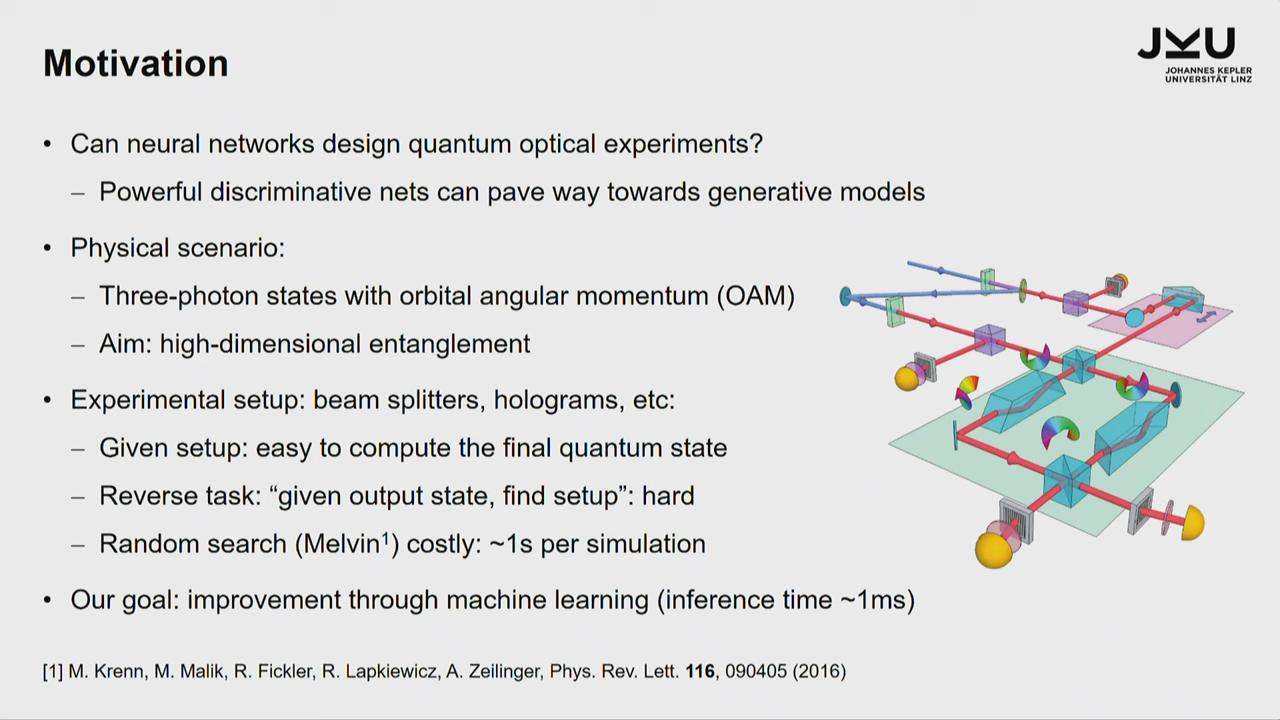 Motivation
JKU
JOHANNES KEPLER
UNIVERSITÄT LINZ
• Can neural networks design quantum optical experiments?
– Powerful discriminative nets can pave way towards generative models
• Physical scenario:
– Three-photon states with orbital angular momentum (OAM)
– Aim: high-dimensional entanglement
• Experimental setup: beam splitters, holograms, etc:
– Given setup: easy to compute the final quantum state
– Reverse task: “given output state, find setup”: hard
– Random search (Melvin¹) costly: ~1s per simulation
• Our goal: improvement through machine learning (inference time ~1ms)
[1] M. Krenn, M. Malik, R. Fickler, R. Lapkiewicz, A. Zeilinger, Phys. Rev. Lett. 116, 090405 (2016)